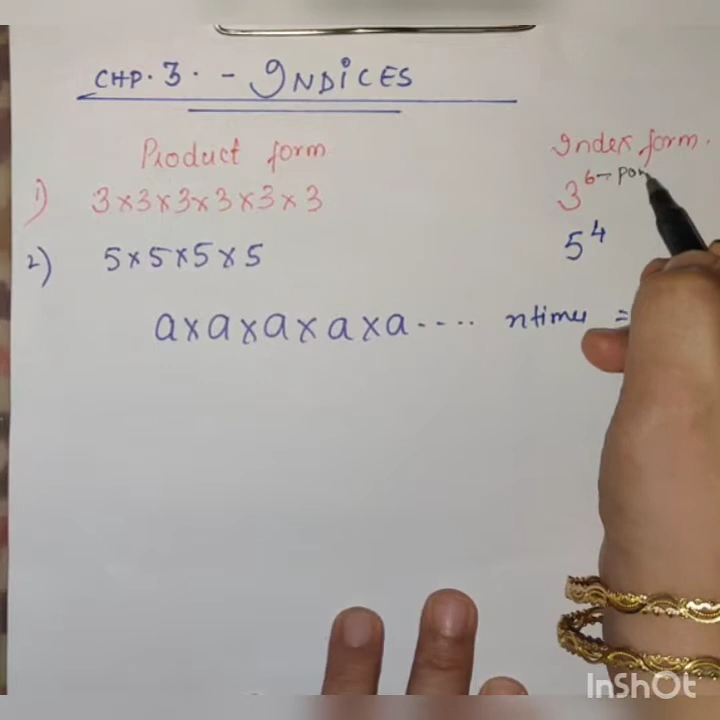 CHP. 3. - INDICES
Product form Index form.
1) 3×3×3×3×3×3 3⁶ →
2) 5×5×5×5 5⁴
a×a×a×a×a.... n times =
InShOt